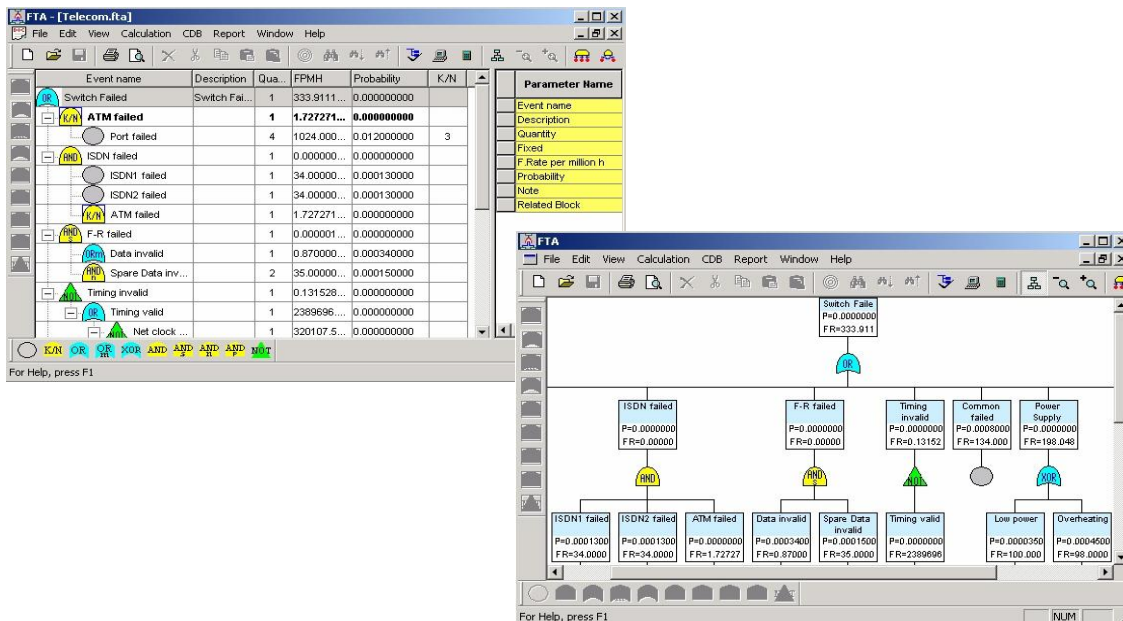 FTA - [Telecom.fta]
File Edit View Calculation CDB Report Window Help
Event name Description Qua... FPMH Probability K/N
OR Switch Failed Switch Fai... 1 333.9111... 0.000000000
K/N ATM failed 1 1.727271... 0.000000000
Port failed 4 1024.000... 0.012000000 3
AND ISDN failed 1 0.000000... 0.000000000
ISDN1 failed 1 34.00000... 0.000130000
ISDN2 failed 1 34.00000... 0.000130000
K/N ATM failed 1 1.727271... 0.000000000
AND s F-R failed 1 0.000001... 0.000000000
ORm Data invalid 1 0.870000... 0.000340000
AND n Spare Data inv... 2 35.00000... 0.000150000
NOT Timing invalid 1 0.131528... 0.000000000
OR Timing valid 1 2389696.... 0.000000000
NOT Net clock ... 1 320107.5... 0.000000000
Parameter Name
Event name
Description
Quantity
Fixed
F.Rate per million h
Probability
Note
Related Block
K/N OR OR m XOR AND AND s AND n AND p NOT
For Help, press F1
FTA
File Edit View Calculation CDB Report Window Help
Switch Faile
P=0.0000000
FR=333.911
OR
ISDN failed
P=0.0000000
FR=0.00000
F-R failed
P=0.0000000
FR=0.00000
Timing
invalid
P=0.0000000
FR=0.13152
Common
failed
P=0.0008000
FR=134.000
Power
Supply
P=0.0000000
FR=198.048
AND
AND s
NOT
XOR
ISDN1 failed
P=0.0001300
FR=34.0000
ISDN2 failed
P=0.0001300
FR=34.0000
ATM failed
P=0.0000000
FR=1.72727
Data invalid
P=0.0003400
FR=0.87000
Spare Data
invalid
P=0.0001500
FR=35.0000
Timing valid
P=0.0000000
FR=2389696
Low power
P=0.0000350
FR=100.000
Overheating
P=0.0004500
FR=98.0000
For Help, press F1
NUM